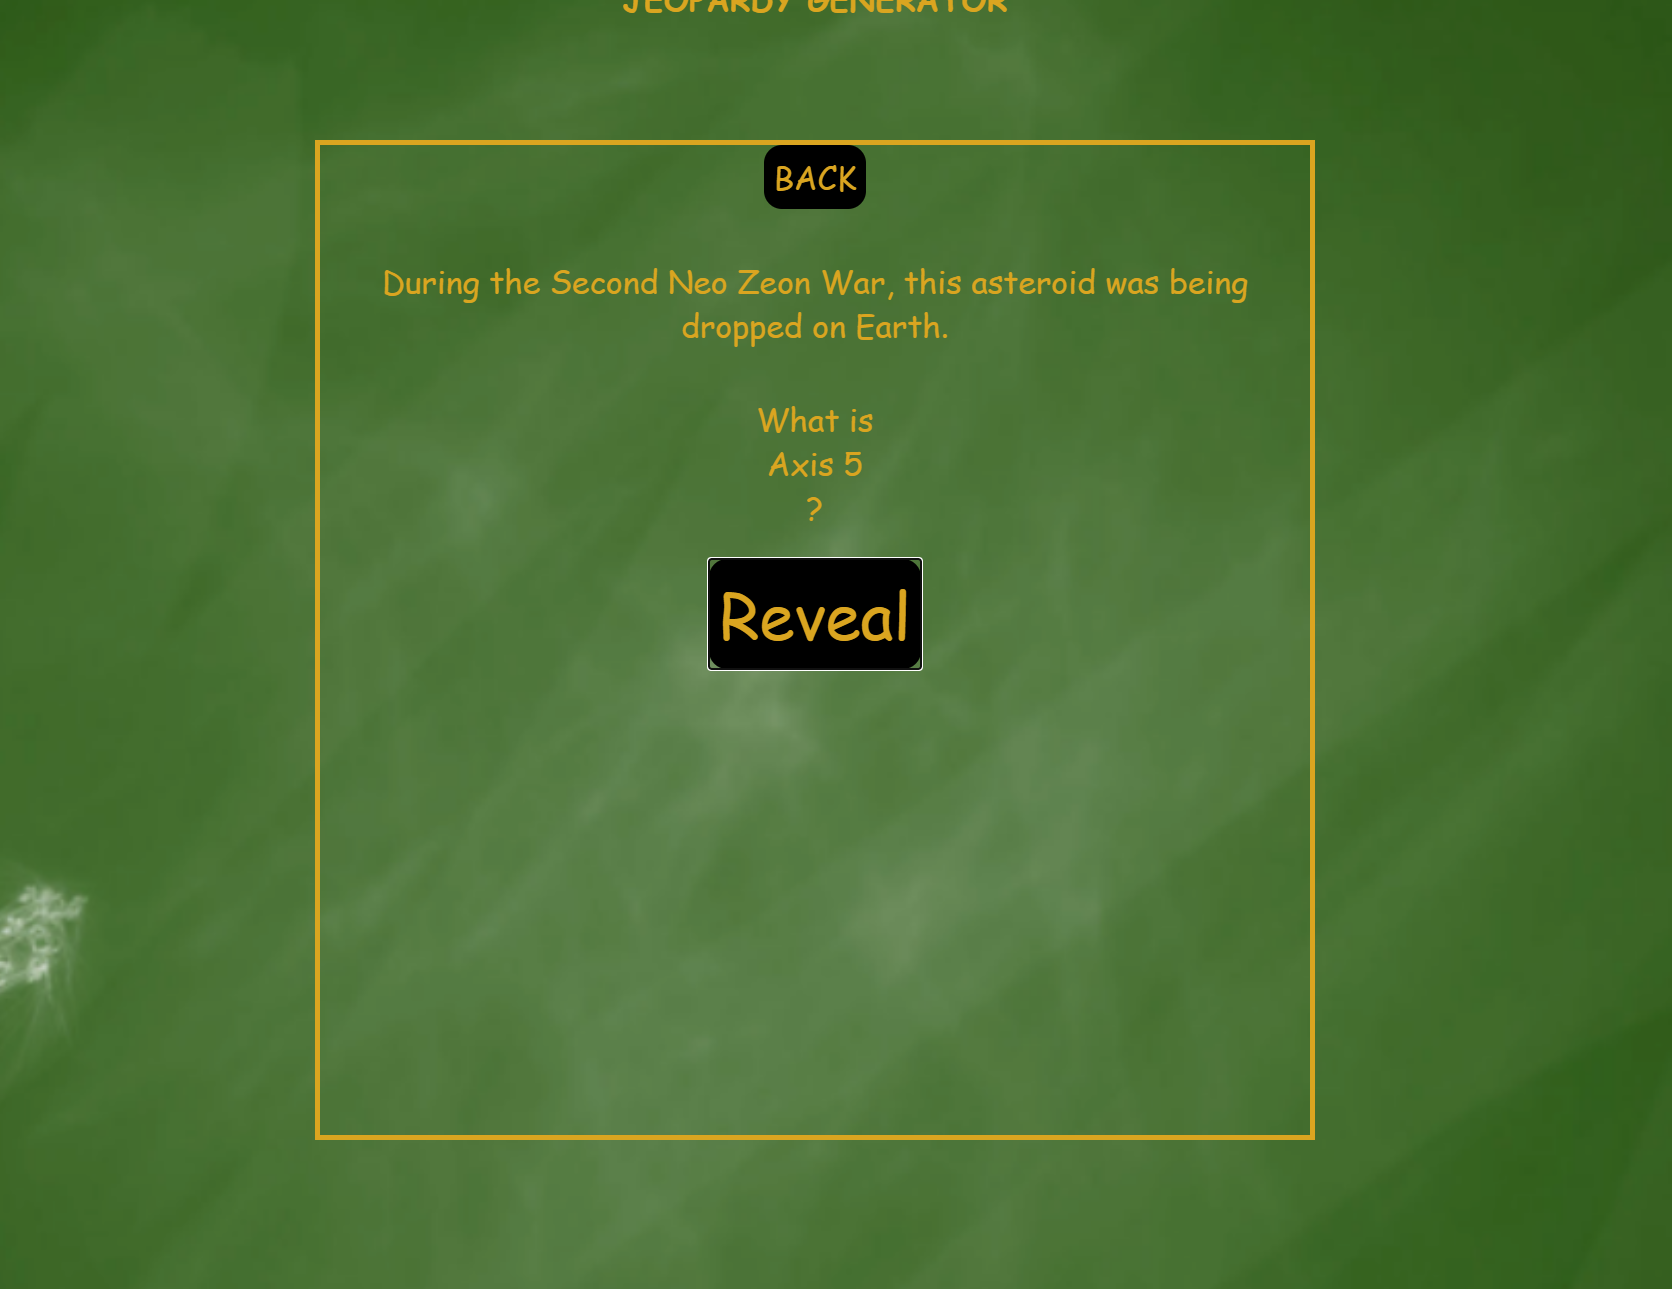 JEOPARDY GENERATOR
BACK
During the Second Neo Zeon War, this asteroid was being
dropped on Earth.
What is
Axis 5
?
Reveal